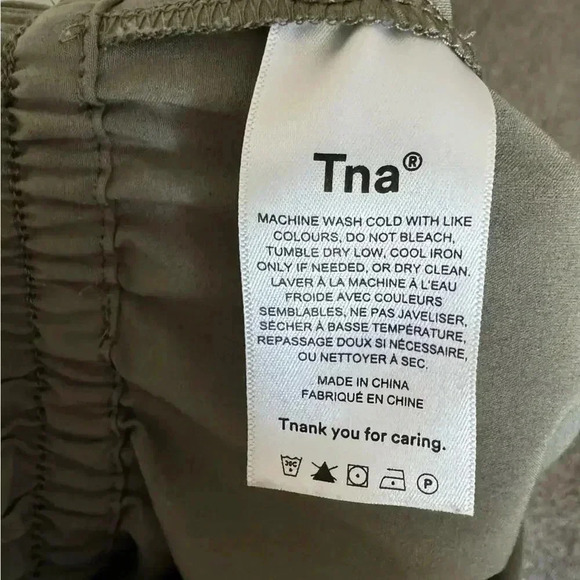 Tna®
MACHINE WASH COLD WITH LIKE
COLOURS, DO NOT BLEACH,
TUMBLE DRY LOW, COOL IRON
ONLY IF NEEDED, OR DRY CLEAN.
LAVER À LA MACHINE À L'EAU
FROIDE AVEC COULEURS
SEMBLABLES, NE PAS JAVELISER,
SÉCHER À BASSE TEMPÉRATURE,
REPASSAGE DOUX SI NÉCESSAIRE,
OU NETTOYER À SEC.
MADE IN CHINA
FABRIQUÉ EN CHINE
Tnank you for caring.
30C P